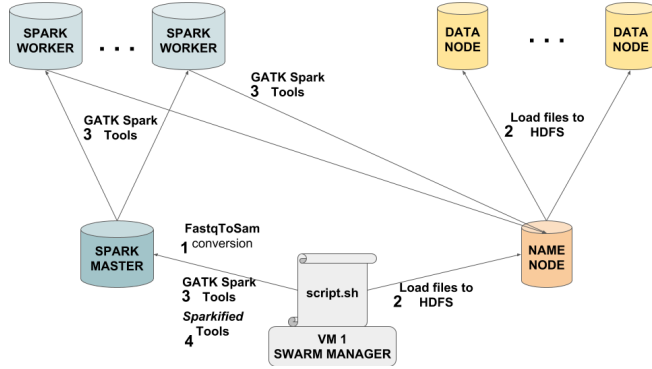 SPARK
WORKER
. . .
SPARK
WORKER
DATA
NODE
. . .
DATA
NODE
GATK Spark
3 Tools
GATK Spark
3 Tools
Load files to
2 HDFS
SPARK
MASTER
FastqToSam
1 conversion
GATK Spark
3 Tools
Sparkified
4 Tools
script.sh
Load files to
2 HDFS
NAME
NODE
VM 1
SWARM MANAGER